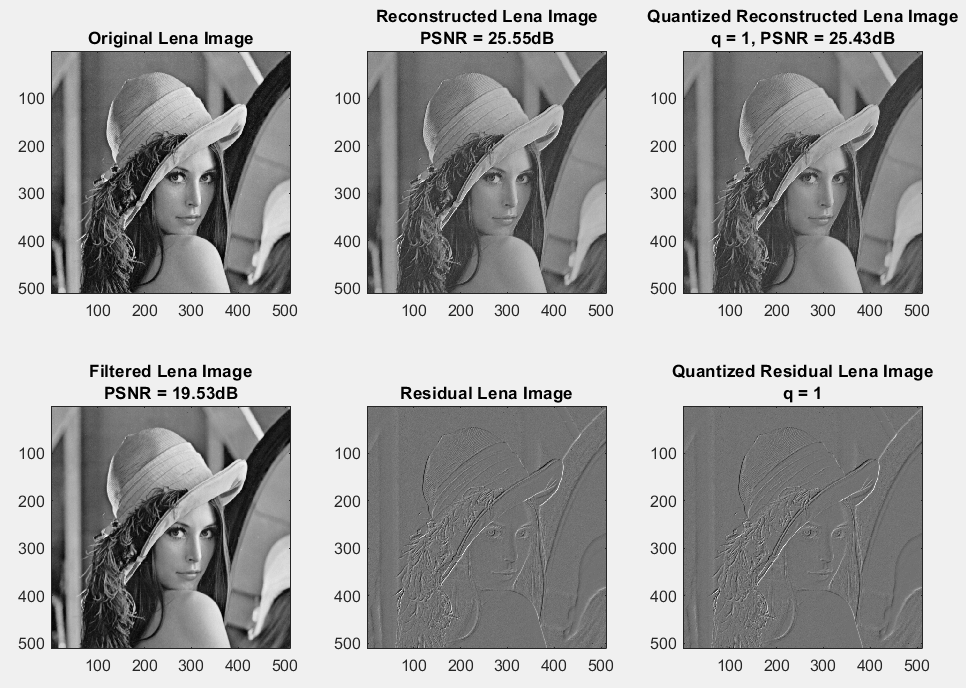 Original Lena Image
100
200
300
400
500
100 200 300 400 500
Reconstructed Lena Image
PSNR = 25.55dB
100
200
300
400
500
100 200 300 400 500
Quantized Reconstructed Lena Image
q = 1, PSNR = 25.43dB
100
200
300
400
500
100 200 300 400 500
Filtered Lena Image
PSNR = 19.53dB
100
200
300
400
500
100 200 300 400 500
Residual Lena Image
100
200
300
400
500
100 200 300 400 500
Quantized Residual Lena Image
q = 1
100
200
300
400
500
100 200 300 400 500